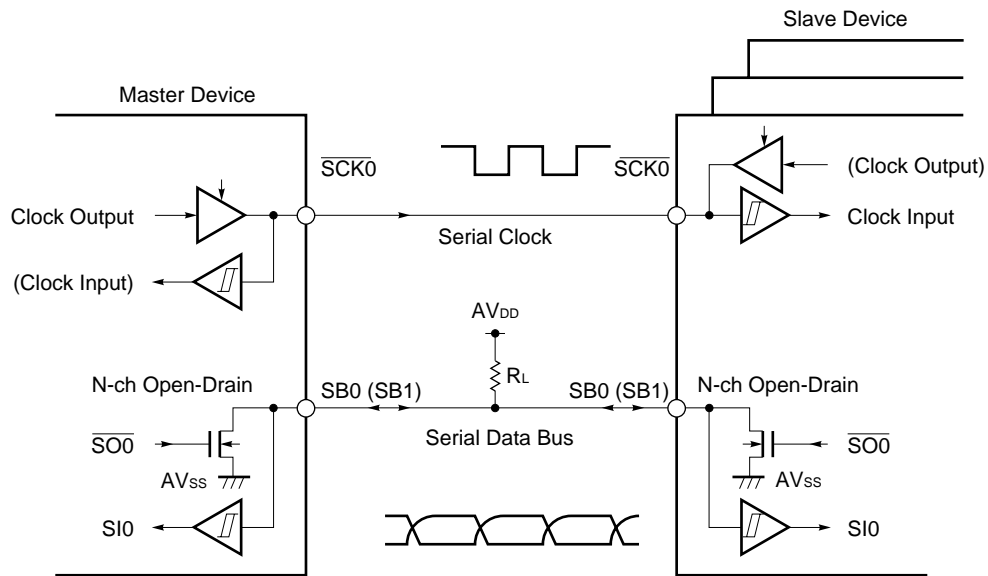 Slave Device
Master Device
SCK0
SCK0
(Clock Output)
Clock Output
Serial Clock
Clock Input
(Clock Input)
AVDD
RL
N-ch Open-Drain
SB0 (SB1)
SB0 (SB1)
N-ch Open-Drain
SO0
Serial Data Bus
SO0
AVSS
AVSS
SI0
SI0